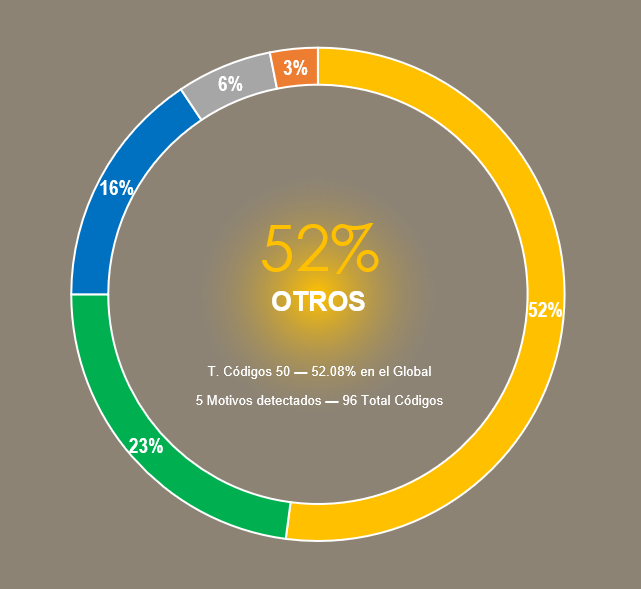 3%
6%
16%
52%
OTROS
52%
T. Códigos 50 — 52.08% en el Global
5 Motivos detectados — 96 Total Códigos
23%